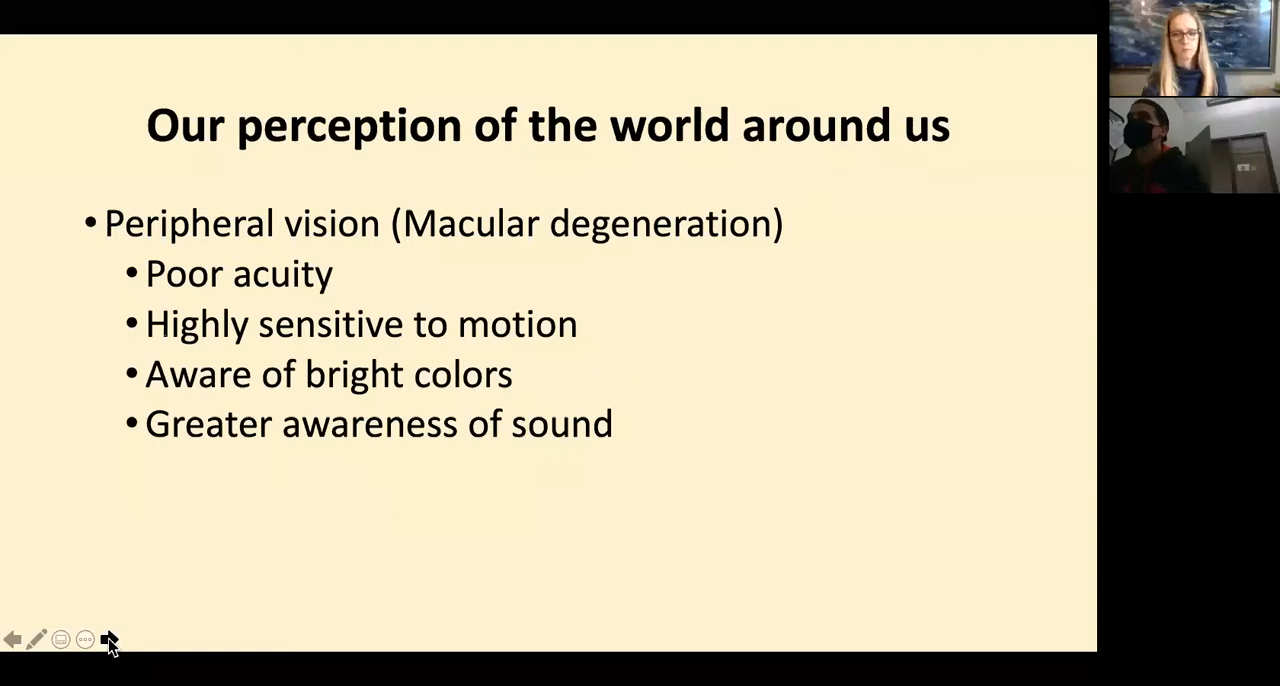 Our perception of the world around us
• Peripheral vision (Macular degeneration)
• Poor acuity
• Highly sensitive to motion
• Aware of bright colors
• Greater awareness of sound